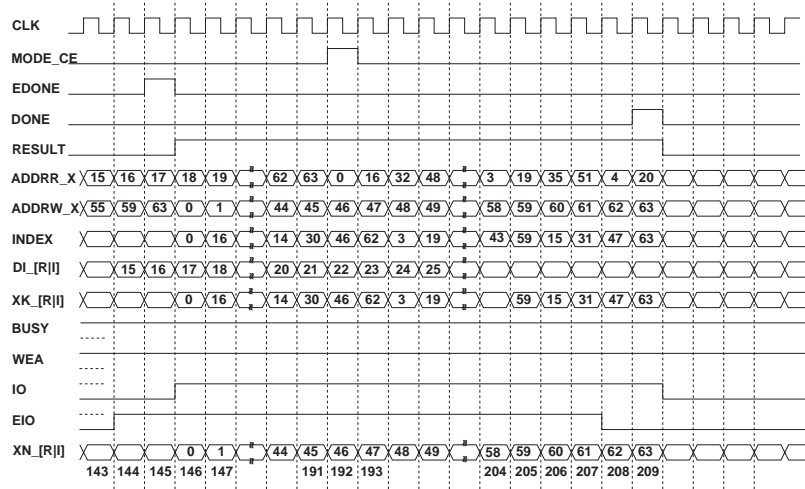 CLK
MODE_CE
EDONE
DONE
RESULT
ADDRR_X 15 16 17 18 19 62 63 0 16 32 48 3 19 35 51 4 20
ADDRW_X 55 59 63 0 1 44 45 46 47 48 49 58 59 60 61 62 63
INDEX 0 16 14 30 46 62 3 19 43 59 15 31 47 63
DI_[R|I] 15 16 17 18 20 21 22 23 24 25
XK_[R|I] 0 16 14 30 46 62 3 19 59 15 31 47 63
BUSY
WEA
IO
EIO
XN_[R|I] 0 1 44 45 46 47 48 49 58 59 60 61 62 63
143 144 145 146 147 191 192 193 204 205 206 207 208 209